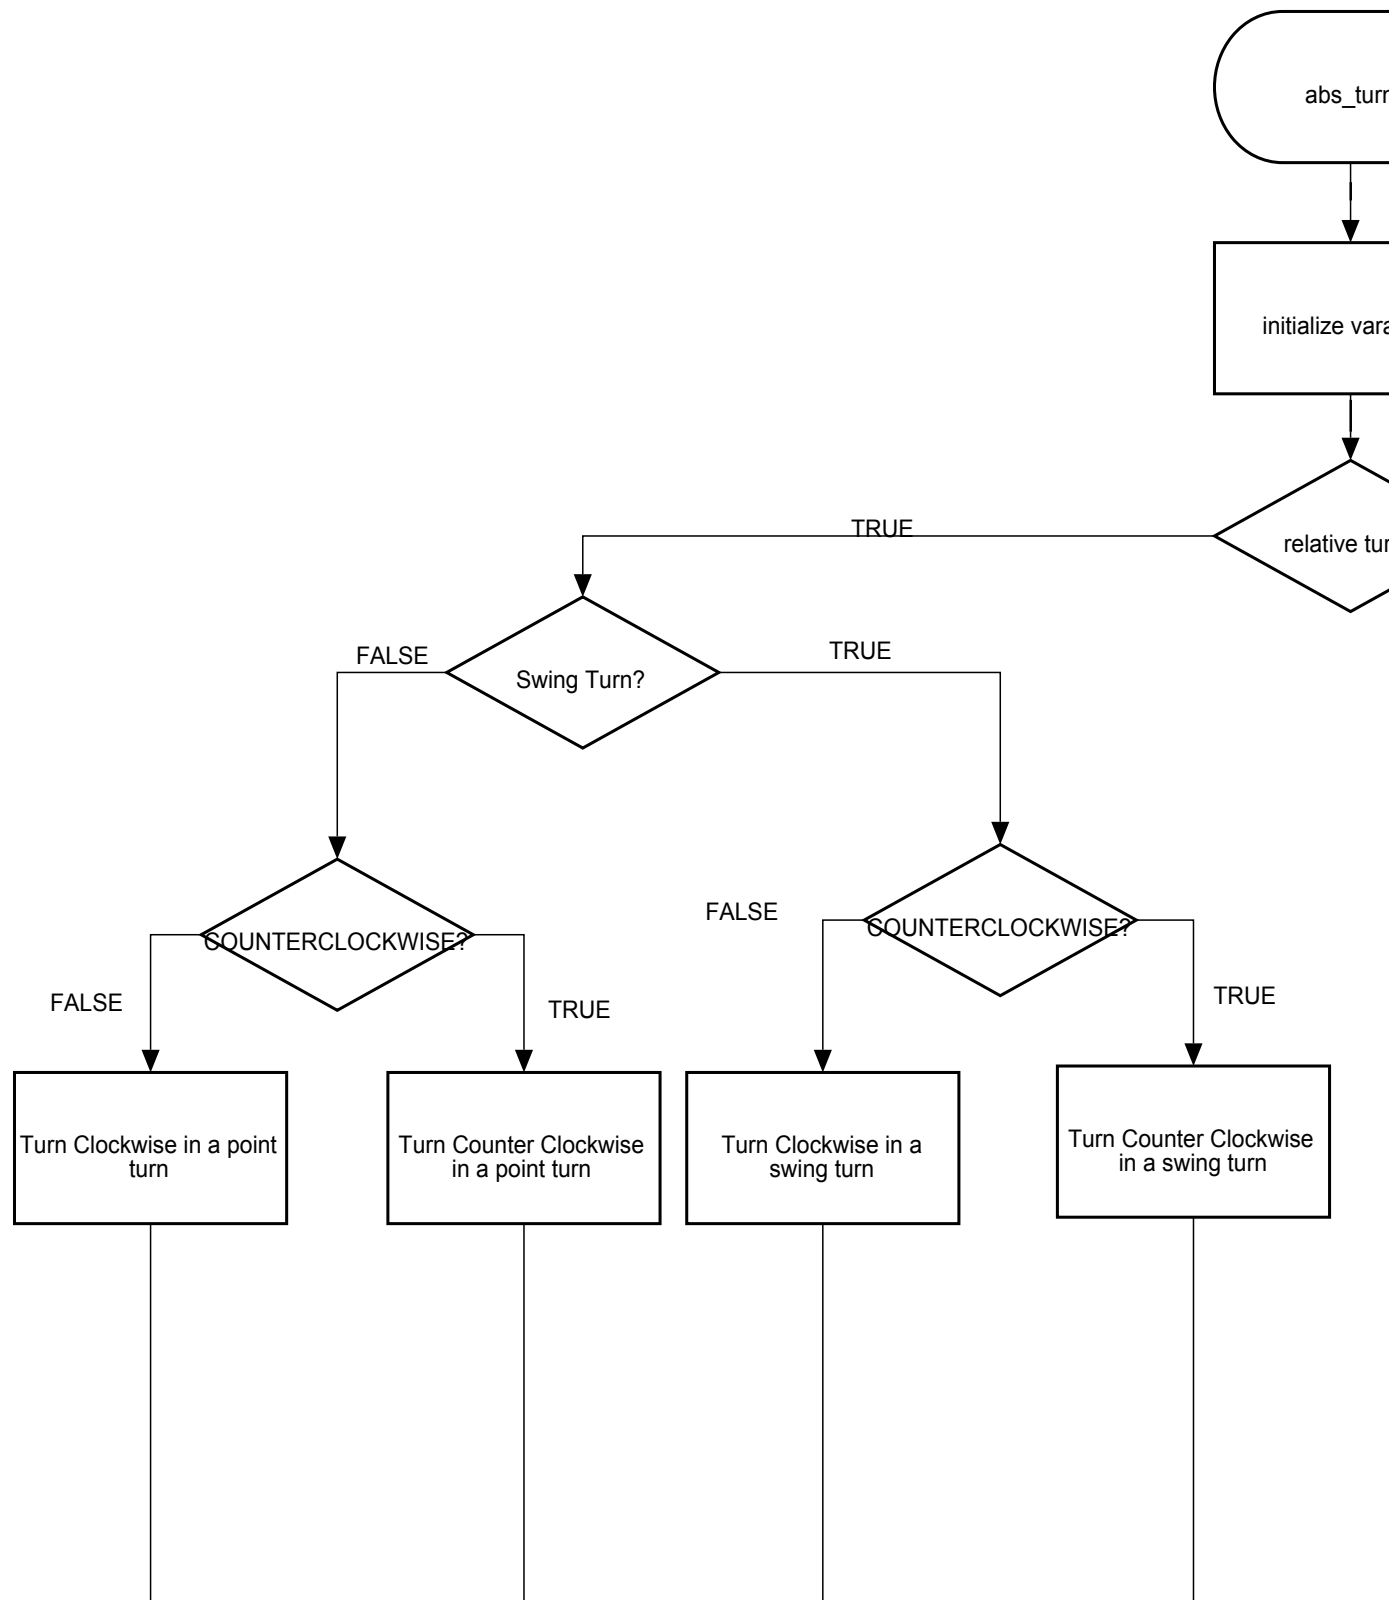 abs_turn
initialize vara
relative tur
TRUE
FALSE
TRUE
Swing Turn?
FALSE
COUNTERCLOCKWISE?
COUNTERCLOCKWISE?
FALSE
TRUE
TRUE
Turn Clockwise in a point
turn
Turn Counter Clockwise
in a point turn
Turn Clockwise in a
swing turn
Turn Counter Clockwise
in a swing turn